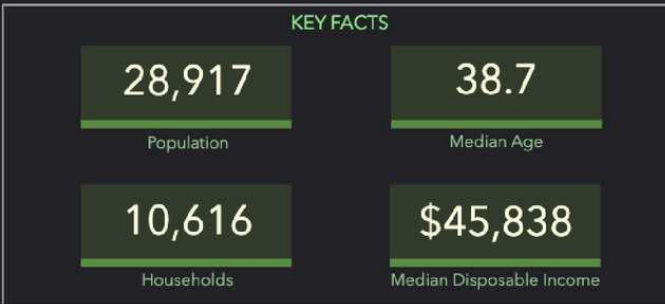 KEY FACTS
28,917
Population
38.7
Median Age
10,616
Households
$45,838
Median Disposable Income